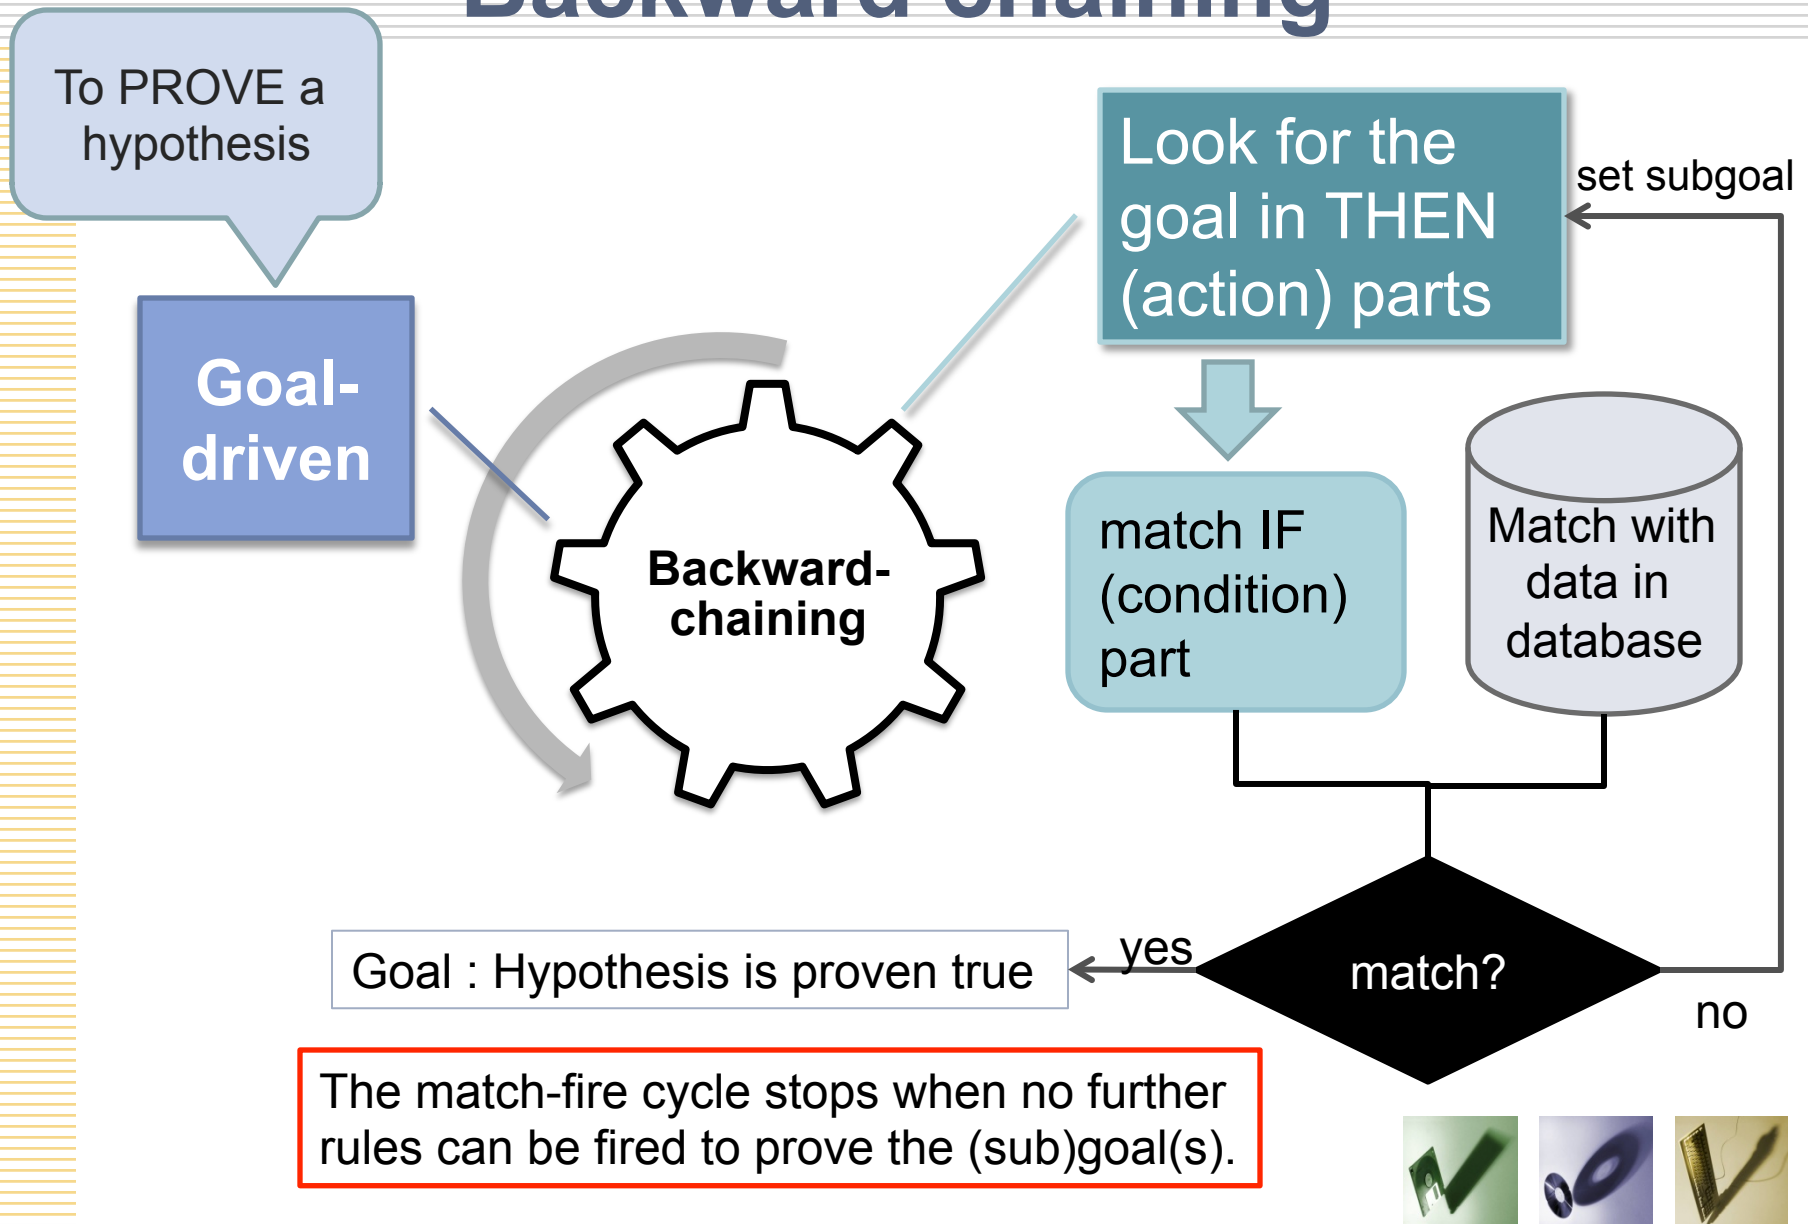 Backward chaining
To PROVE a
hypothesis
Goal-
driven
Backward-
chaining
Look for the
goal in THEN
(action) parts
set subgoal
match IF
(condition)
part
Match with
data in
database
match?
yes
no
Goal : Hypothesis is proven true
The match-fire cycle stops when no further
rules can be fired to prove the (sub)goal(s).